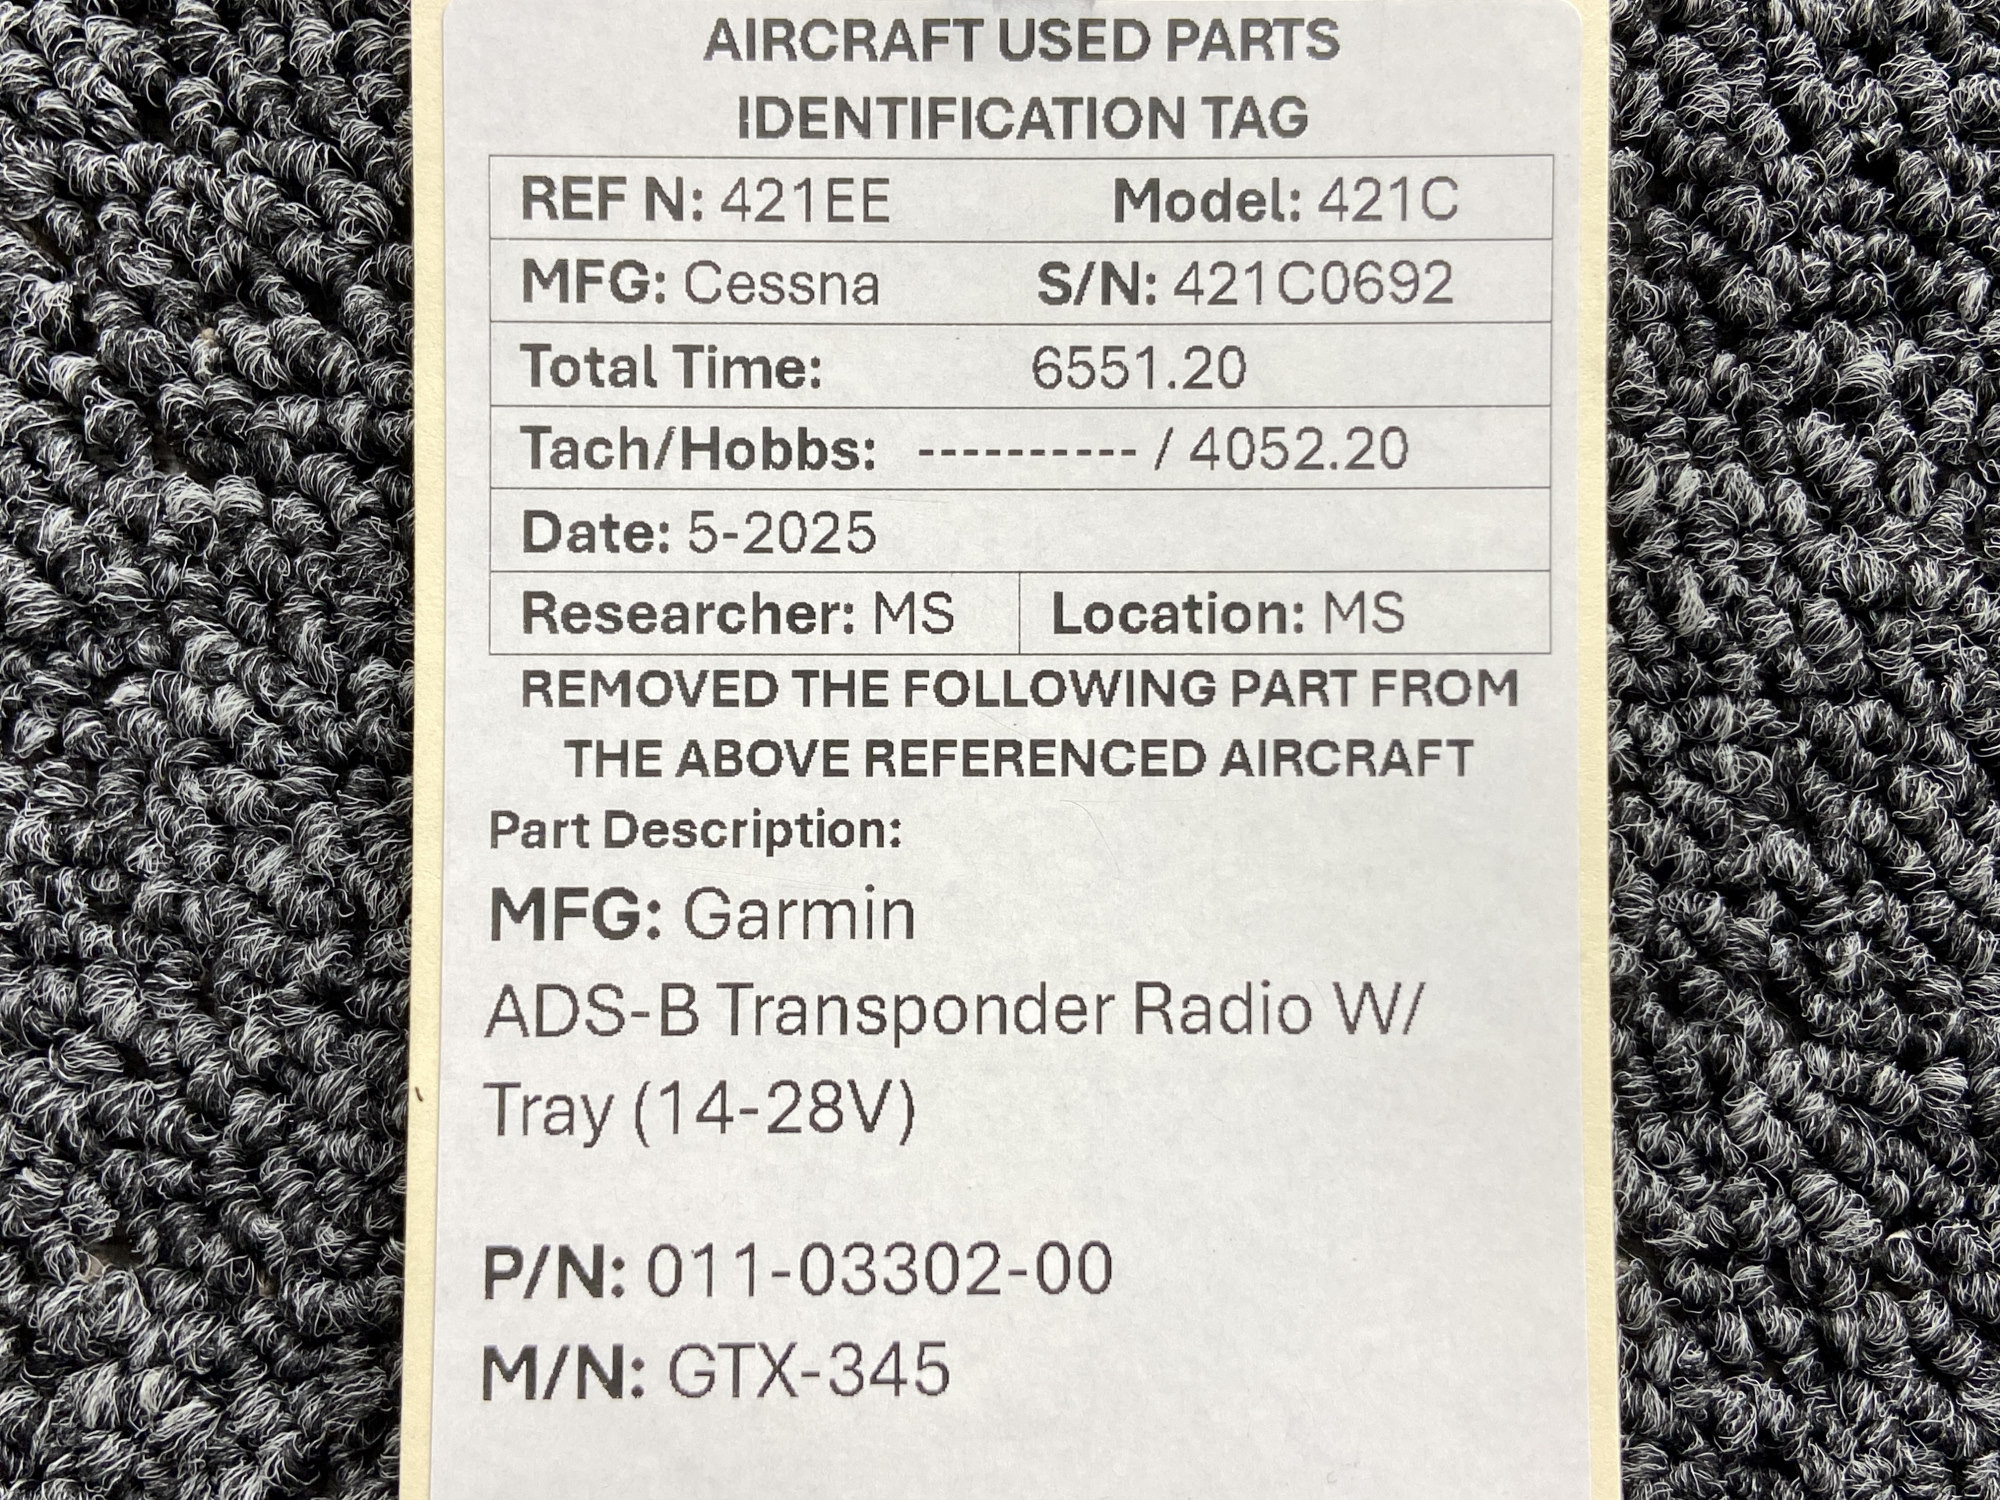 AIRCRAFT USED PARTS
IDENTIFICATION TAG
REF N: 421EE Model: 421C
MFG: Cessna S/N: 421C0692
Total Time: 6551.20
Tach/Hobbs: ---------- / 4052.20
Date: 5-2025
Researcher: MS Location: MS
REMOVED THE FOLLOWING PART FROM
THE ABOVE REFERENCED AIRCRAFT
Part Description:
MFG: Garmin
ADS-B Transponder Radio W/
Tray (14-28V)
P/N: 011-03302-00
M/N: GTX-345